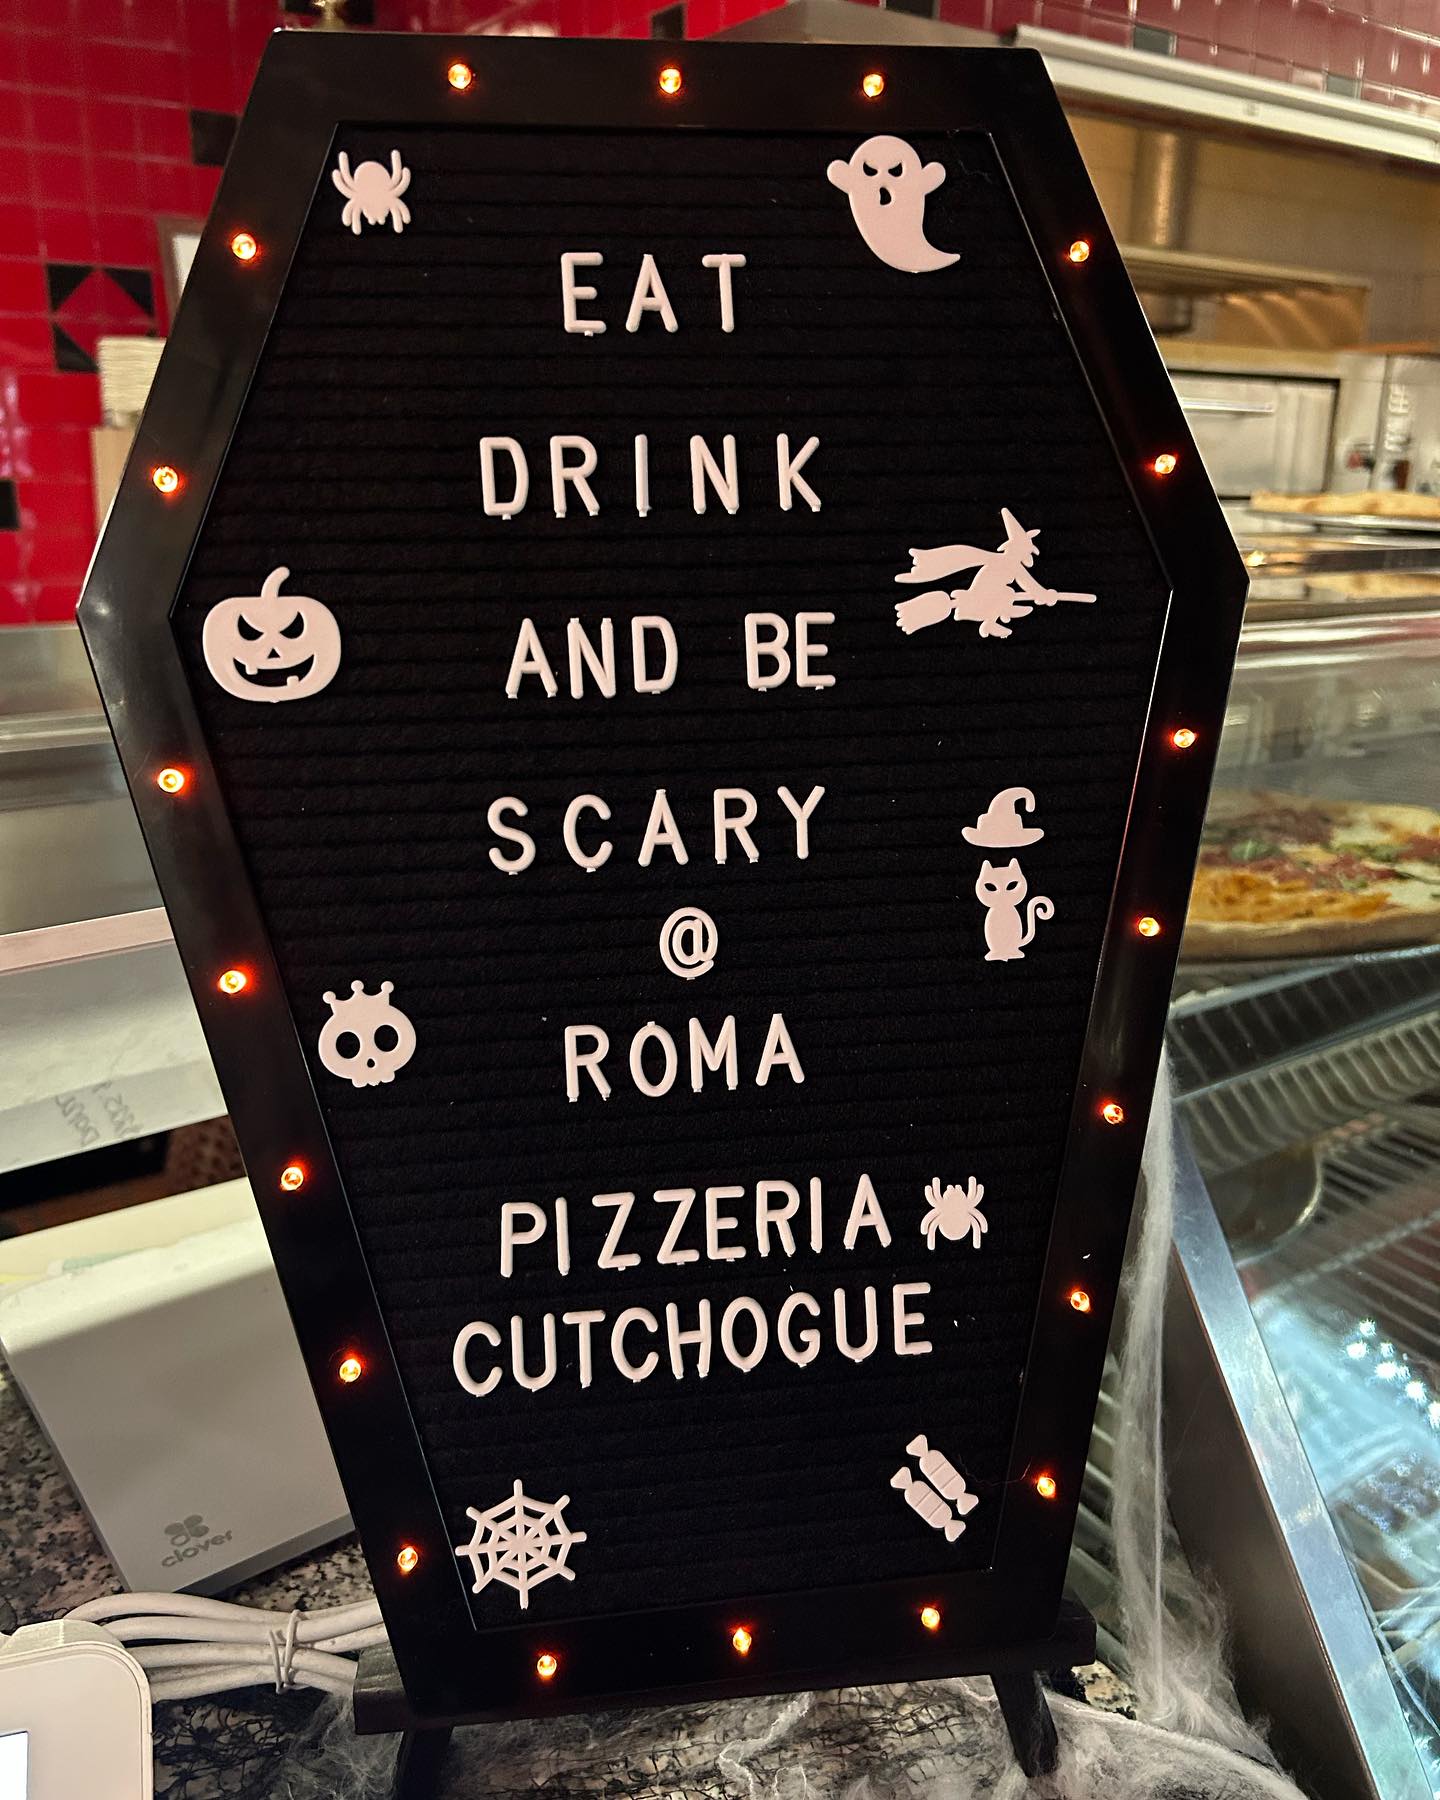 EAT
DRINK
AND BE
SCARY
@
ROMA
PIZZERIA
CUTCHOGUE
clover